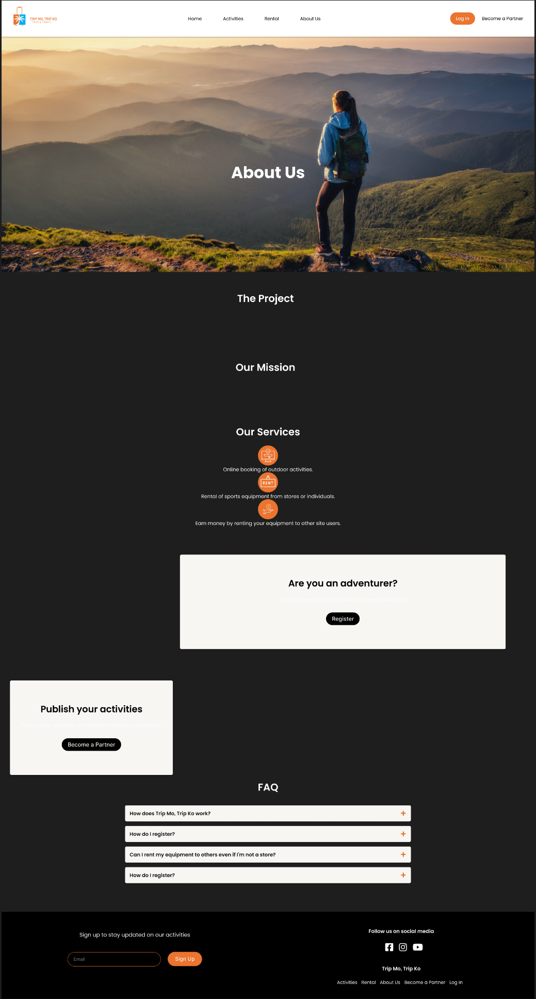 TRIP MO, TRIP KO
TOUR & TRAVEL
Home Activities Rental About Us
Log In Become a Partner
About Us
The Project
Our Mission
Our Services
Online booking of outdoor activities.
RENT
Rental of sports equipment from stores or individuals.
Earn money by renting your equipment to other site users.
Are you an adventurer?
Register
Publish your activities
Become a Partner
FAQ
How does Trip Mo, Trip Ko work?
How do I register?
Can I rent my equipment to others even if I'm not a store?
How do I register?
Sign up to stay updated on our activities
Email
Sign Up
Follow us on social media
Trip Mo, Trip Ko
Activities Rental About Us Become a Partner Log In